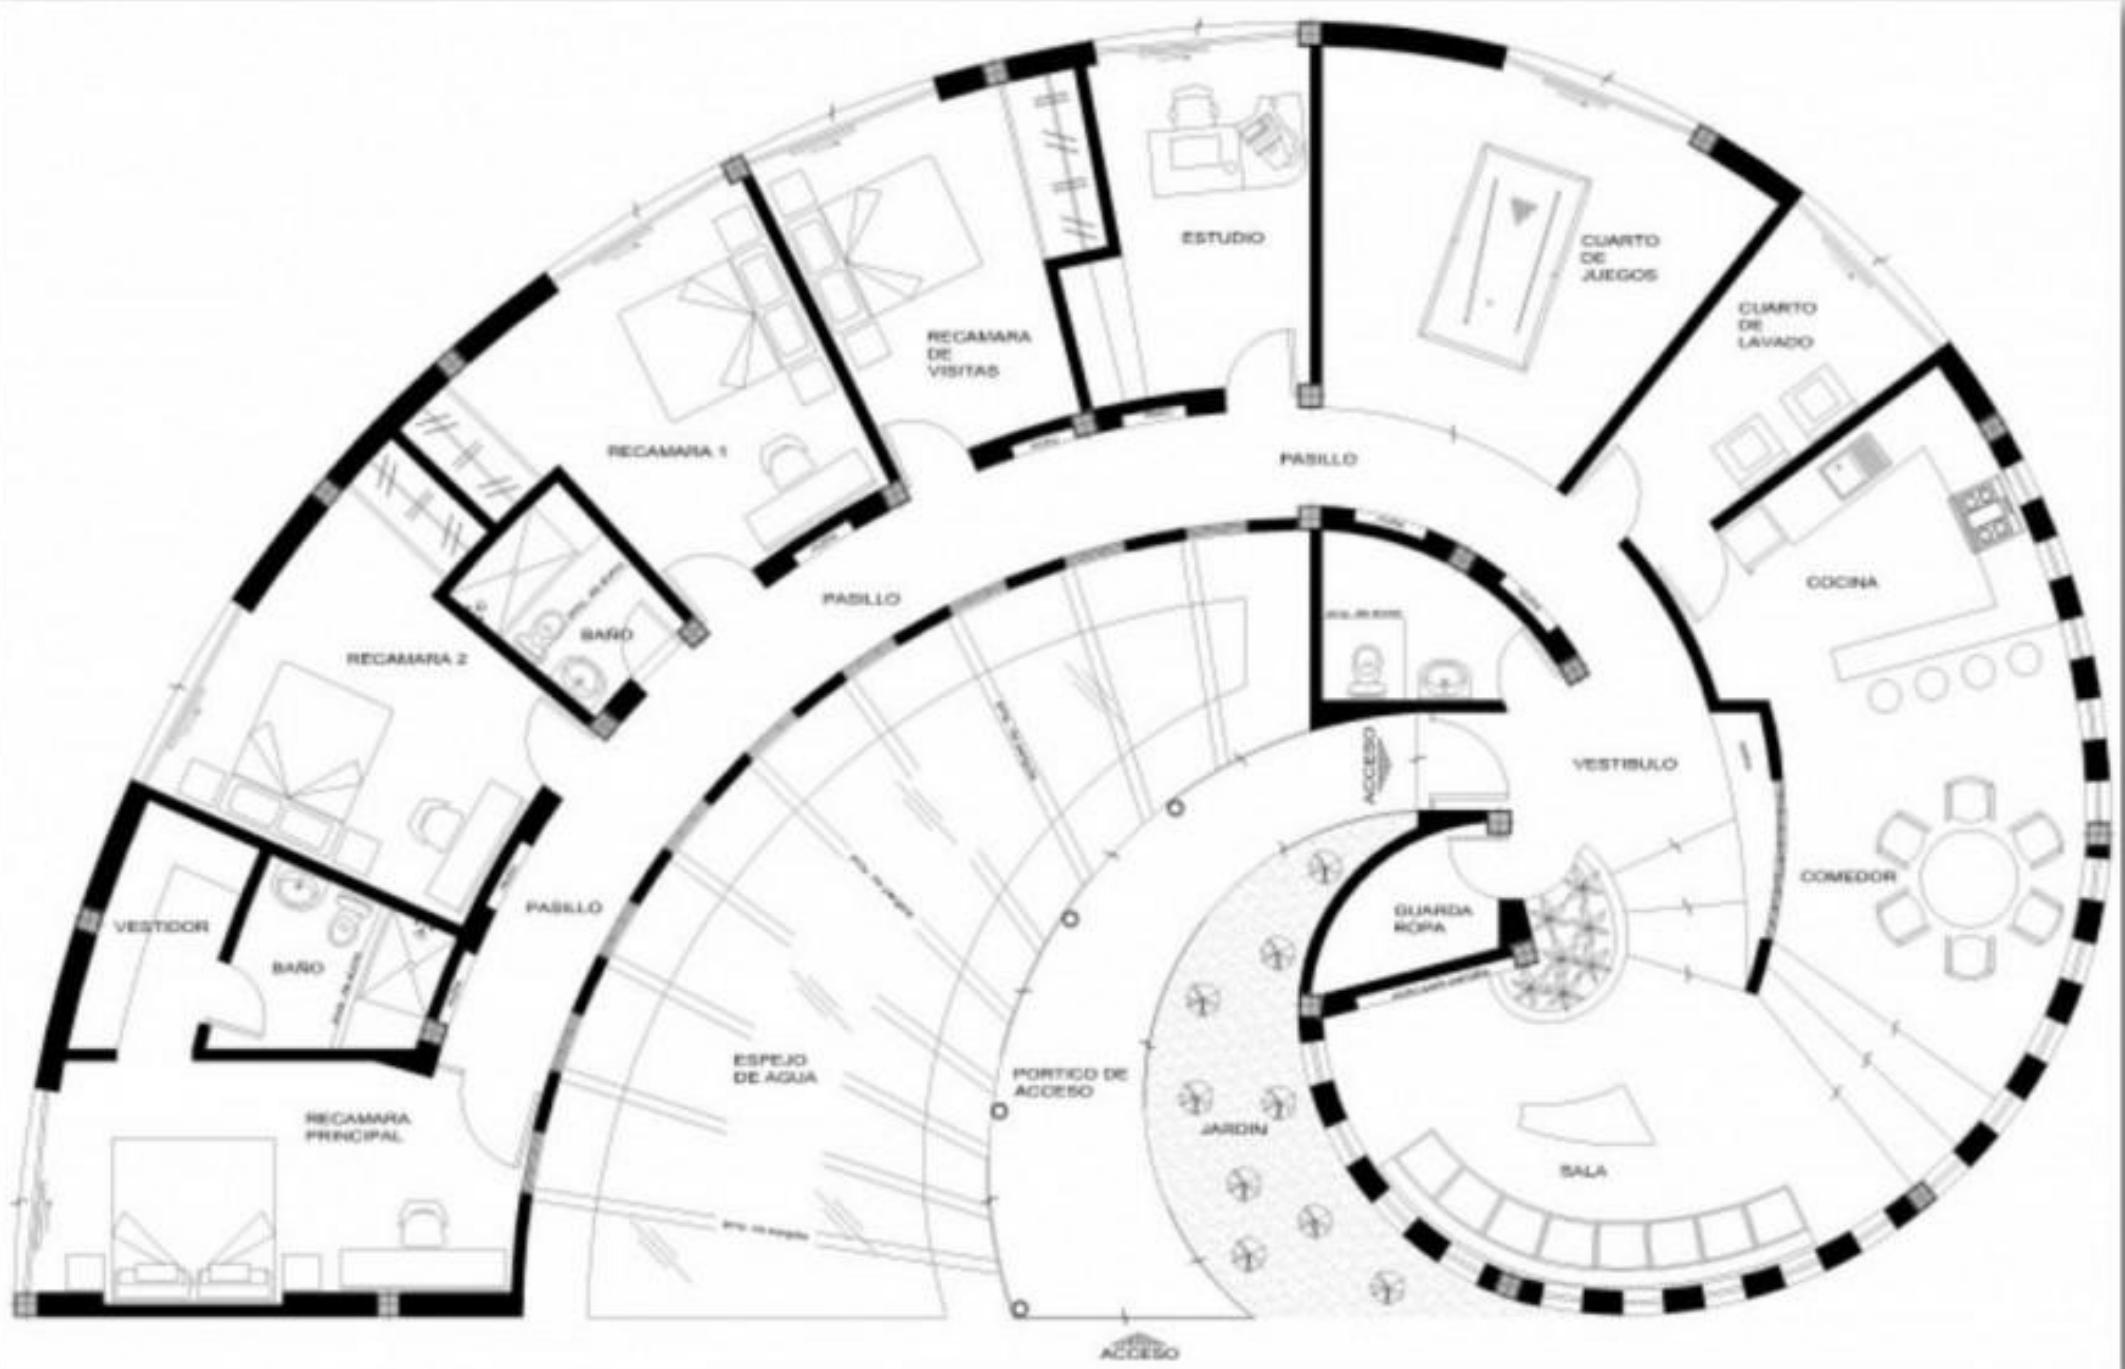 ESTUDIO
CUARTO
DE
JUEGOS
CUARTO
DE
LAVADO
RECAMARA
DE
VISITAS
RECAMARA 1
PASILLO
COCINA
PASILLO
BAÑO
RECAMARA 2
ACCESO
VESTIBULO
COMEDOR
PASILLO
GUARDA
ROPA
VESTIDOR
BAÑO
ESPEJO
DE AGUA
PORTICO DE
ACCESO
RECAMARA
PRINCIPAL
JARDIN
SALA
ACCESO